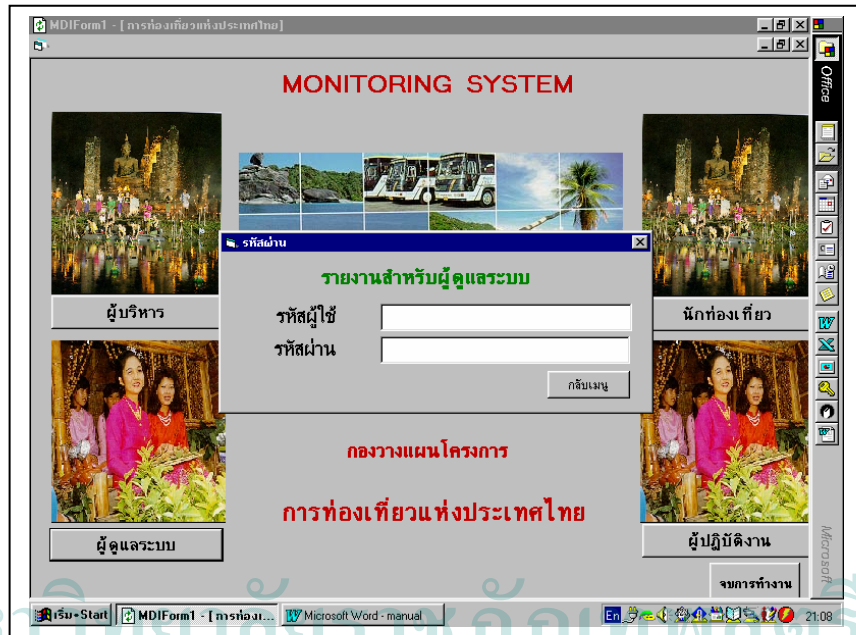 MDIForm1 - [การท่องเที่ยวแห่งประเทศไทย]
Office
MONITORING SYSTEM
รหัสผ่าน
รายงานสำหรับผู้ดูแลระบบ
รหัสผู้ใช้
รหัสผ่าน
กลับเมนู
ผู้บริหาร
นักท่องเที่ยว
กองวางแผนโครงการ
การท่องเที่ยวแห่งประเทศไทย
ผู้ดูแลระบบ
ผู้ปฏิบัติงาน
จบการทำงาน
Microsoft
เริ่ม-Start
MDIForm1 - [การท่องเ...
Microsoft Word - manual
En
21:08